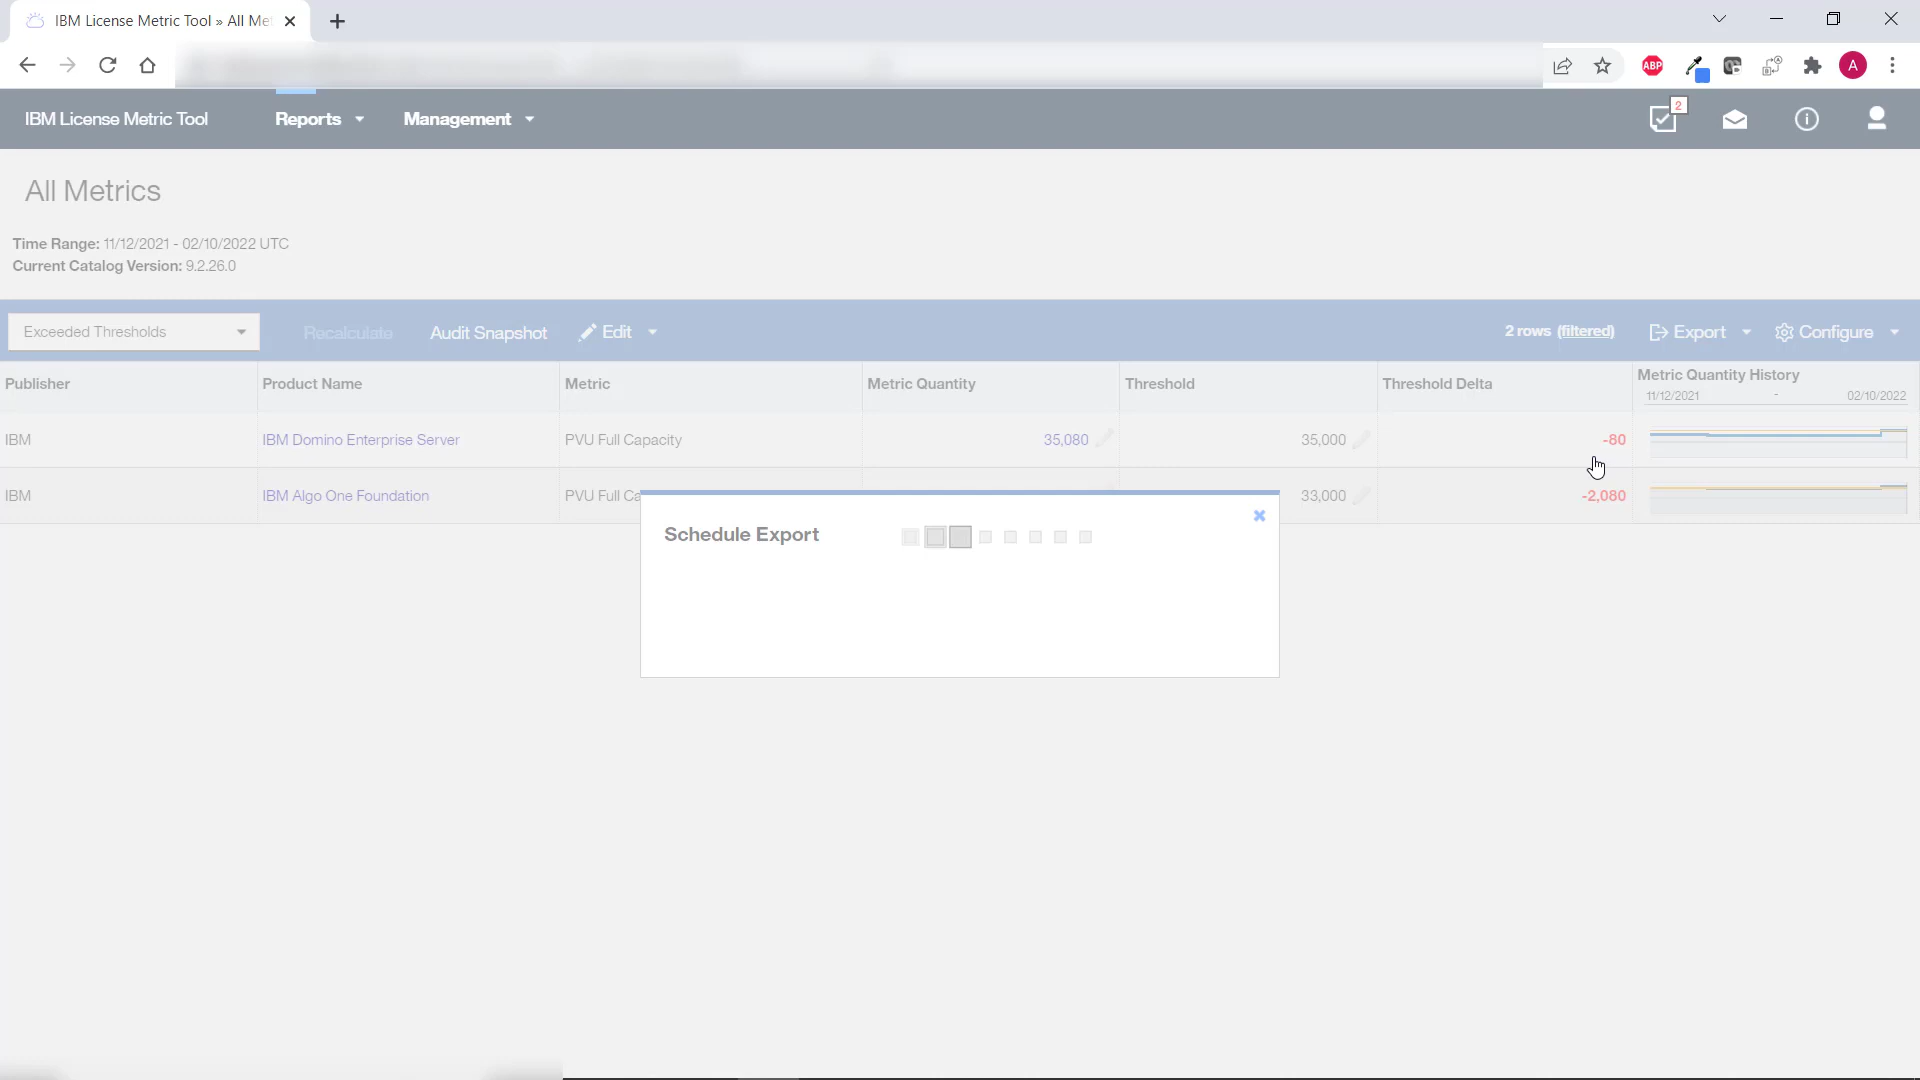 IBM License Metric Tool » All Me
ABP
A
IBM License Metric Tool
Reports
Management
2
All Metrics
Time Range: 11/12/2021 - 02/10/2022 UTC
Current Catalog Version: 9.2.26.0
Exceeded Thresholds
Recalculate
Audit Snapshot
Edit
2 rows (filtered)
Export
Configure
Publisher
Product Name
Metric
Metric Quantity
Threshold
Threshold Delta
Metric Quantity History
11/12/2021 - 02/10/2022
IBM
IBM Domino Enterprise Server
PVU Full Capacity
35,080
35,000
-80
IBM
IBM Algo One Foundation
PVU Full Ca
33,000
-2,080
Schedule Export